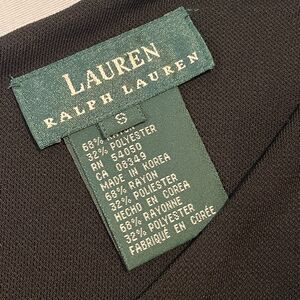 LAUREN
RALPH LAUREN
S
68% RAYON
32% POLYESTER
RN 54050
CA 08349
MADE IN KOREA
68% RAYON
32% POLIESTER
HECHO EN COREA
68% RAYONNE
32% POLYESTER
FABRIQUÉ EN CORÉE